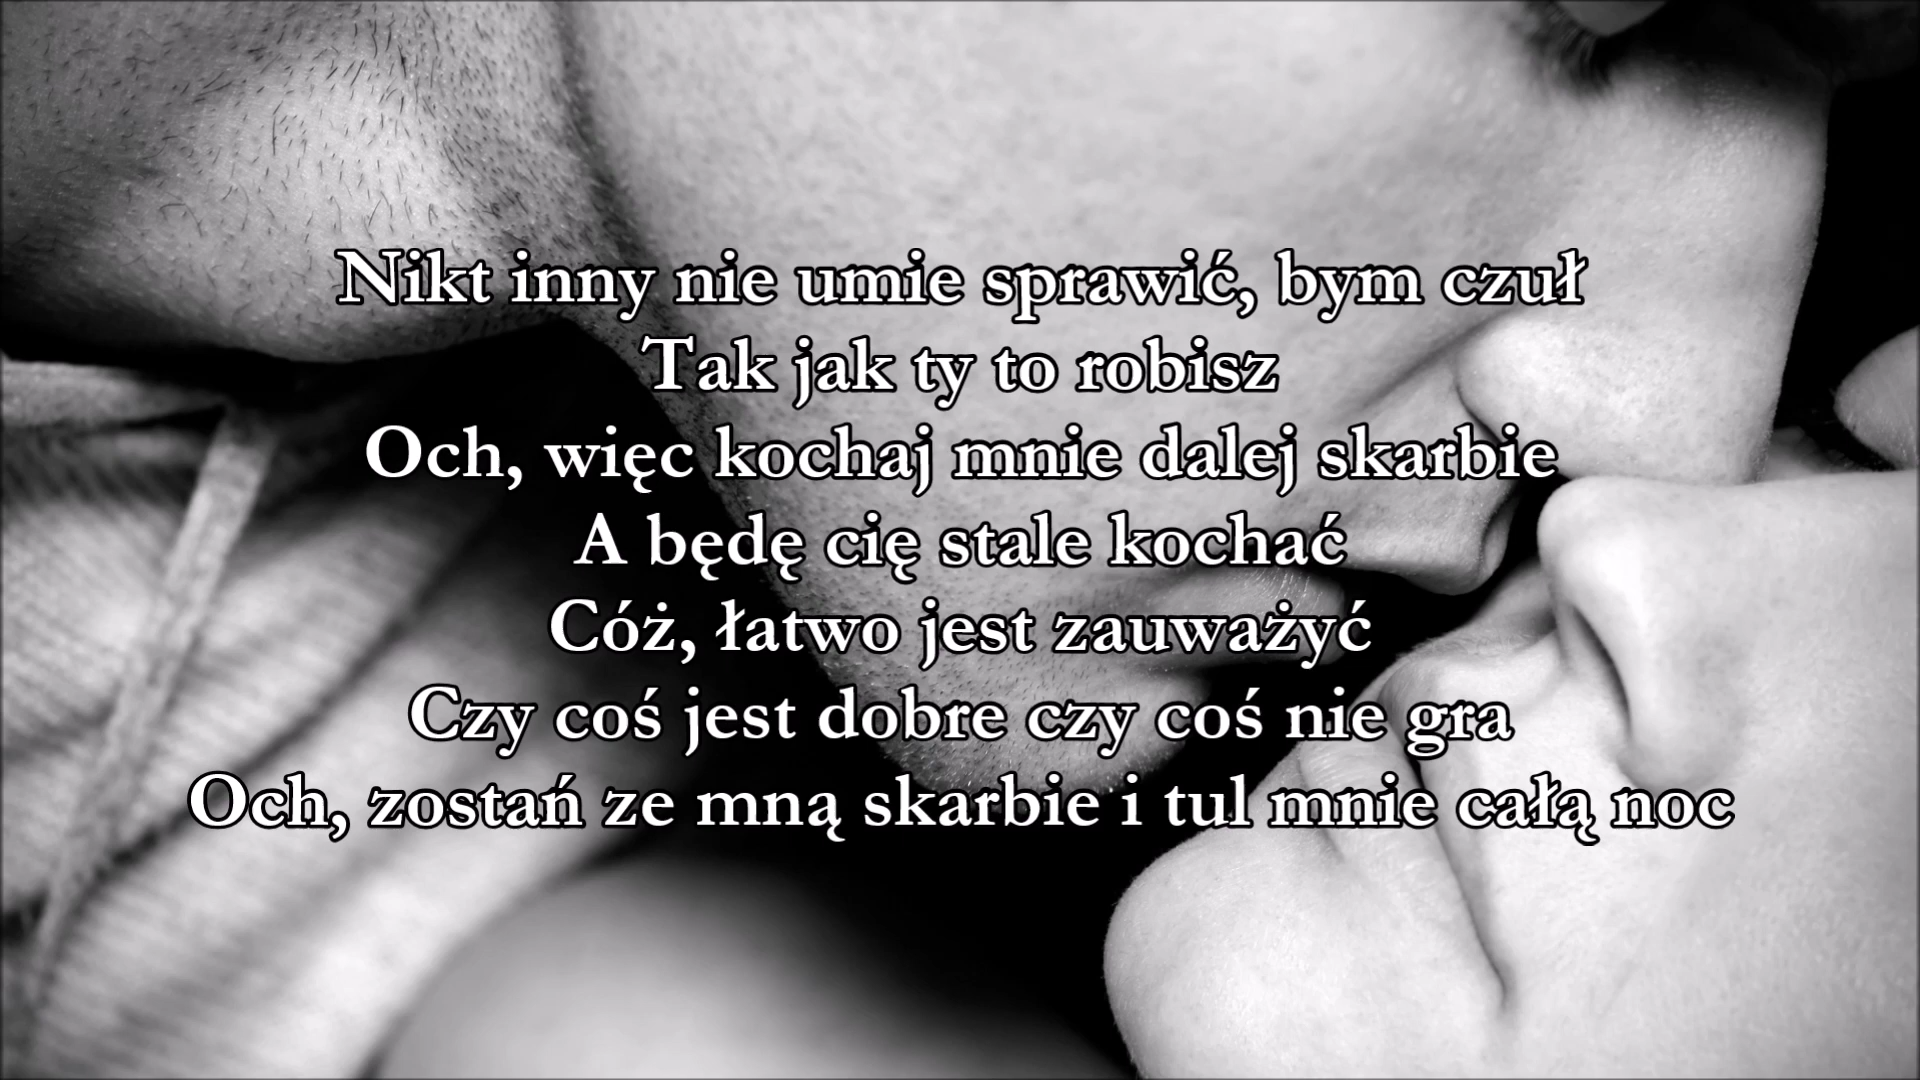 Nikt inny nie umie sprawić, bym czuł
Tak jak ty to robisz
Och, więc kochaj mnie dalej skarbie
A będę cię stale kochać
Cóż, łatwo jest zauważyć
Czy coś jest dobre czy coś nie gra
Och, zostań ze mną skarbie i tul mnie całą noc